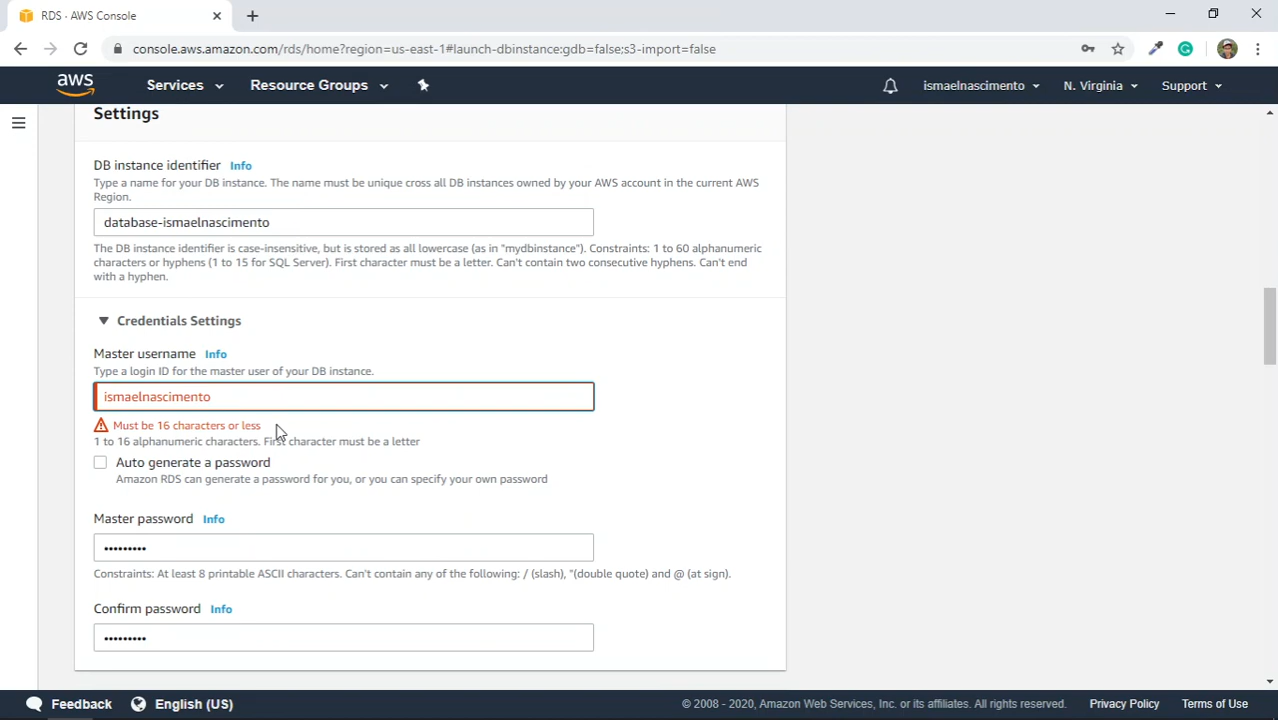 RDS · AWS Console
console.aws.amazon.com/rds/home?region=us-east-1#launch-dbinstance:gdb=false:s3-import=false
aws Services Resource Groups ismaelnascimento N. Virginia Support
Settings
DB instance identifier Info
Type a name for your DB instance. The name must be unique cross all DB instances owned by your AWS account in the current AWS
Region.
database-ismaelnascimento
The DB instance identifier is case-insensitive, but is stored as all lowercase (as in "mydbinstance"). Constraints: 1 to 60 alphanumeric
characters or hyphens (1 to 15 for SQL Server). First character must be a letter. Can't contain two consecutive hyphens. Can't end
with a hyphen.
Credentials Settings
Master username Info
Type a login ID for the master user of your DB instance.
ismaelnascimento
Must be 16 characters or less
1 to 16 alphanumeric characters. First character must be a letter
Auto generate a password
Amazon RDS can generate a password for you, or you can specify your own password
Master password Info
•••••••••
Constraints: At least 8 printable ASCII characters. Can't contain any of the following: / (slash), "(double quote) and @ (at sign).
Confirm password Info
•••••••••
Feedback English (US) © 2008 - 2020, Amazon Web Services, Inc. or its affiliates. All rights reserved. Privacy Policy Terms of Use